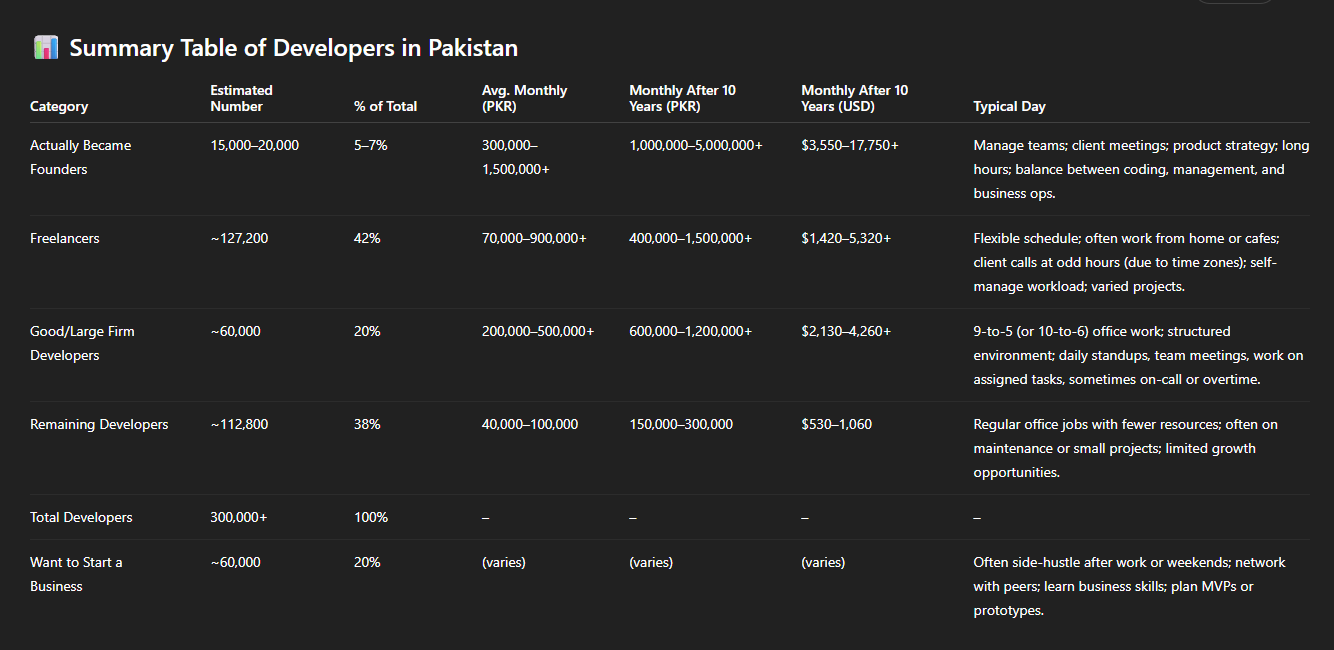 📊 Summary Table of Developers in Pakistan
Estimated Avg. Monthly Monthly After 10 Monthly After 10
Category Number % of Total (PKR) Years (PKR) Years (USD) Typical Day
Actually Became 15,000–20,000 5–7% 300,000– 1,000,000–5,000,000+ $3,550–17,750+ Manage teams; client meetings; product strategy; long
Founders 1,500,000+ hours; balance between coding, management, and
business ops.
Freelancers ~127,200 42% 70,000–900,000+ 400,000–1,500,000+ $1,420–5,320+ Flexible schedule; often work from home or cafes;
client calls at odd hours (due to time zones); self-
manage workload; varied projects.
Good/Large Firm ~60,000 20% 200,000–500,000+ 600,000–1,200,000+ $2,130–4,260+ 9-to-5 (or 10-to-6) office work; structured
Developers environment; daily standups, team meetings, work on
assigned tasks, sometimes on-call or overtime.
Remaining Developers ~112,800 38% 40,000–100,000 150,000–300,000 $530–1,060 Regular office jobs with fewer resources; often on
maintenance or small projects; limited growth
opportunities.
Total Developers 300,000+ 100% – – – –
Want to Start a ~60,000 20% (varies) (varies) (varies) Often side-hustle after work or weekends; network
Business with peers; learn business skills; plan MVPs or
prototypes.